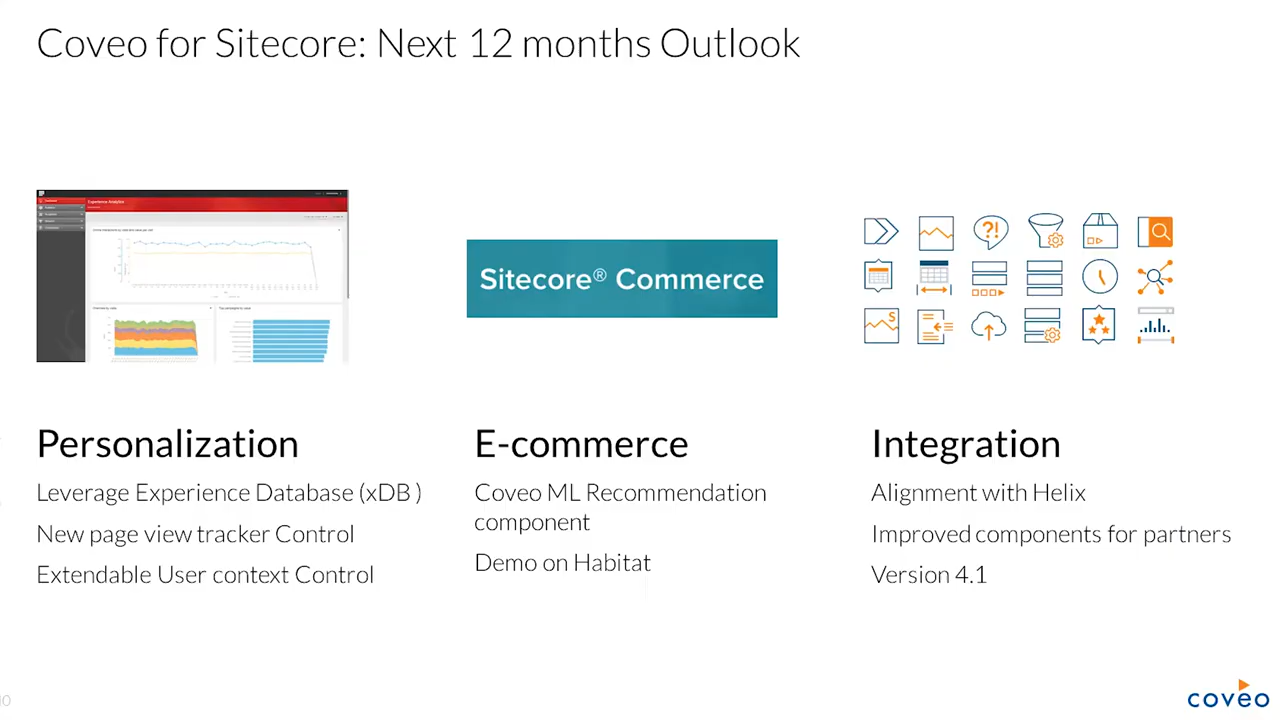 Coveo for Sitecore: Next 12 months Outlook
Experience Analytics
Sitecore® Commerce
Personalization
Leverage Experience Database (xDB )
New page view tracker Control
Extendable User context Control
E-commerce
Coveo ML Recommendation
component
Demo on Habitat
Integration
Alignment with Helix
Improved components for partners
Version 4.1
coveo